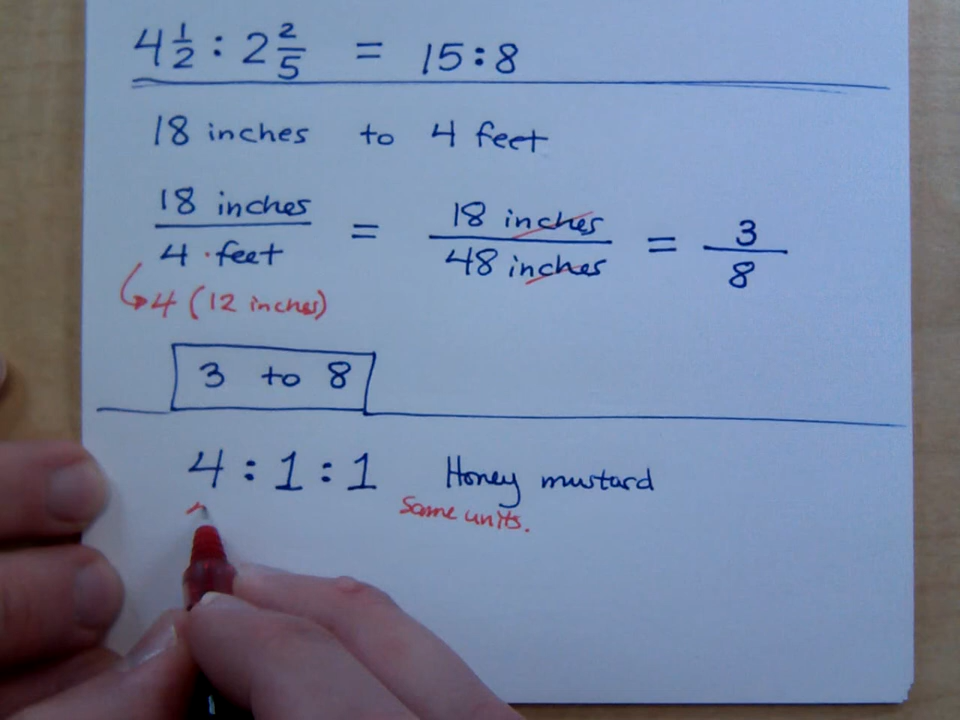 4 1/2 : 2 2/5 = 15:8
18 inches to 4 feet
18 inches / 4 · feet = 18 inches / 48 inches = 3/8
4 (12 inches)
3 to 8
4 : 1 : 1 Honey mustard
Same units.